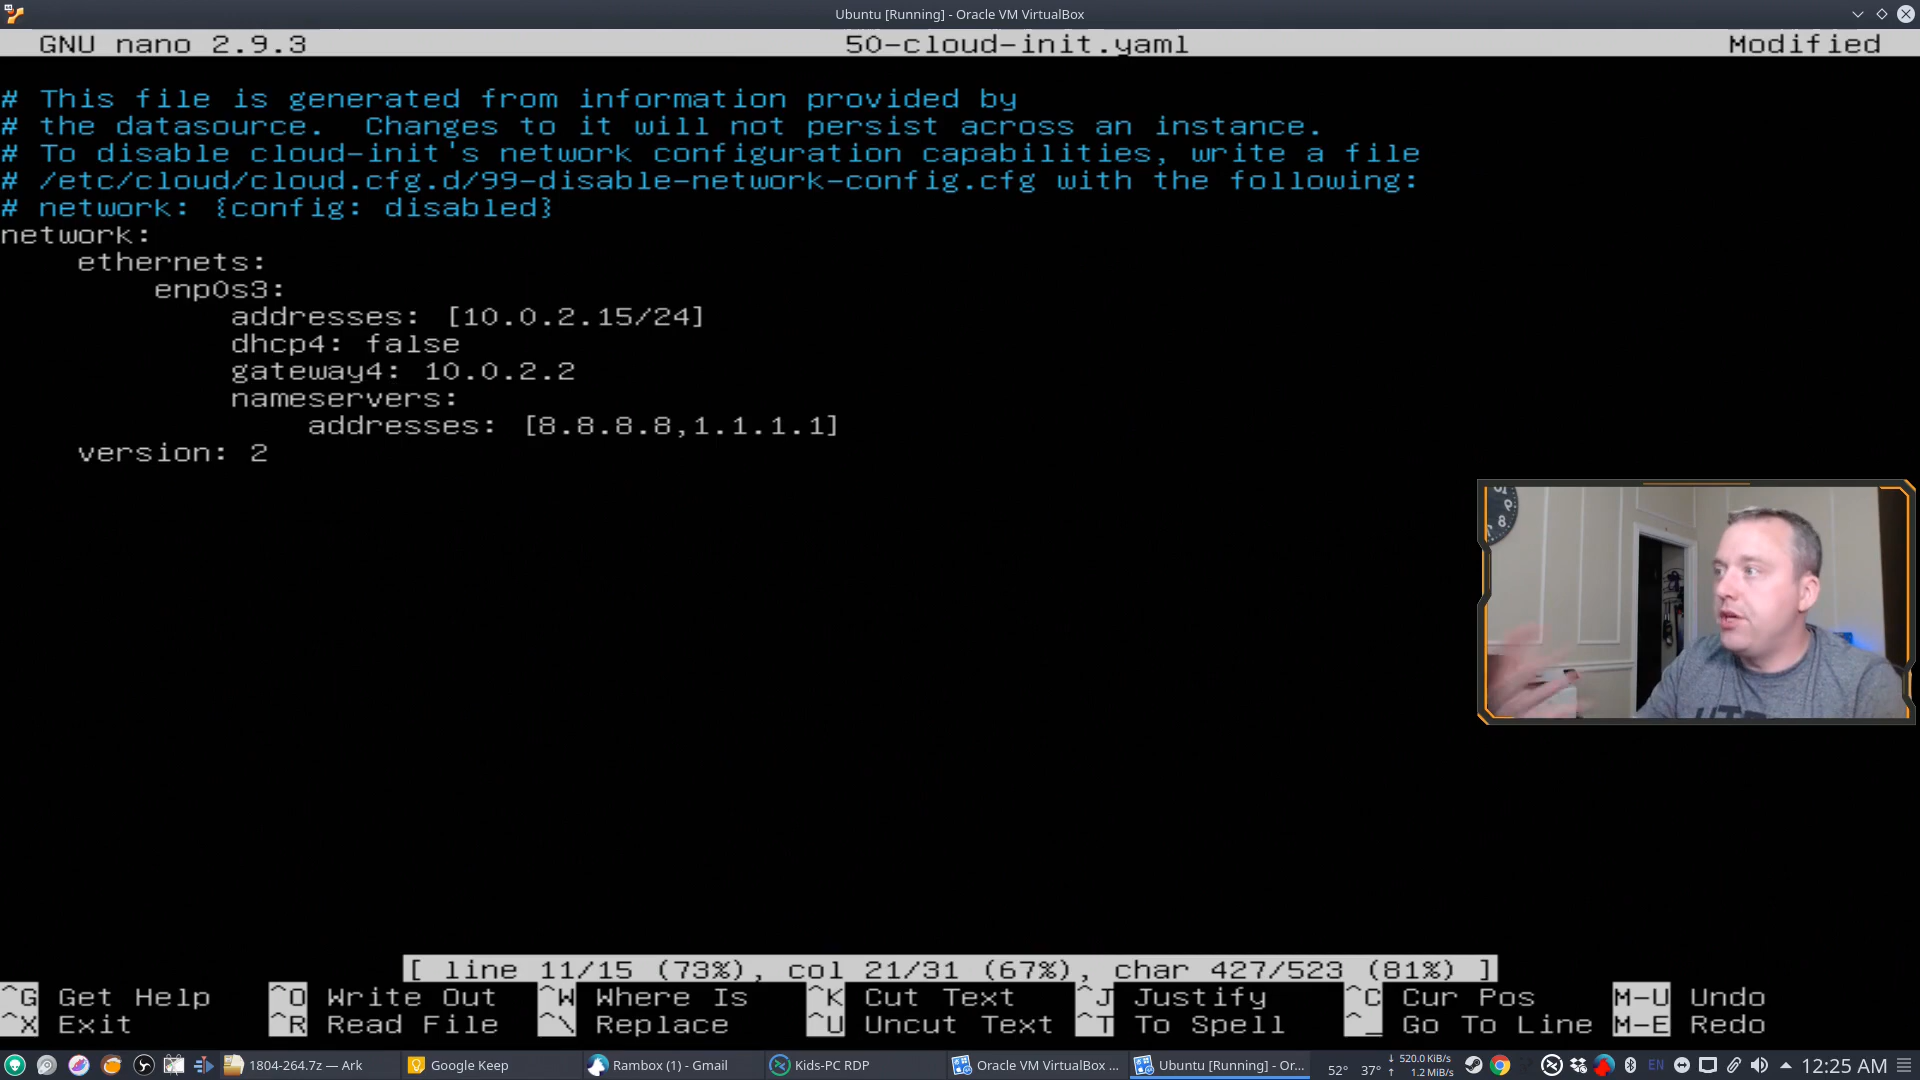 Ubuntu [Running] - Oracle VM VirtualBox
GNU nano 2.9.3 50-cloud-init.yaml Modified
# This file is generated from information provided by
# the datasource.  Changes to it will not persist across an instance.
# To disable cloud-init's network configuration capabilities, write a file
# /etc/cloud/cloud.cfg.d/99-disable-network-config.cfg with the following:
# network: {config: disabled}
network:
    ethernets:
        enp0s3:
            addresses: [10.0.2.15/24]
            dhcp4: false
            gateway4: 10.0.2.2
            nameservers:
                addresses: [8.8.8.8,1.1.1.1]
    version: 2
[ line 11/15 (73%), col 21/31 (67%), char 427/523 (81%) ]
^G Get Help ^O Write Out ^W Where Is ^K Cut Text ^J Justify ^C Cur Pos M-U Undo
^X Exit ^R Read File ^\ Replace ^U Uncut Text ^T To Spell ^_ Go To Line M-E Redo
1804-264.7z — Ark Google Keep Rambox (1) - Gmail Kids-PC RDP Oracle VM VirtualBox ... Ubuntu [Running] - Or... 52° 37° ↓ 520.0 KiB/s ↑ 1.2 MiB/s EN 12:25 AM